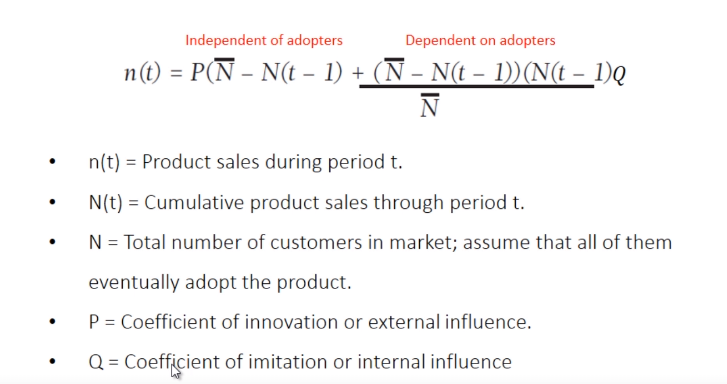 Independent of adopters Dependent on adopters
n(t) = P(N̅ – N(t – 1) + (N̅ – N(t – 1))(N(t – 1)Q
N̅
• n(t) = Product sales during period t.
• N(t) = Cumulative product sales through period t.
• N = Total number of customers in market; assume that all of them
eventually adopt the product.
• P = Coefficient of innovation or external influence.
• Q = Coefficient of imitation or internal influence